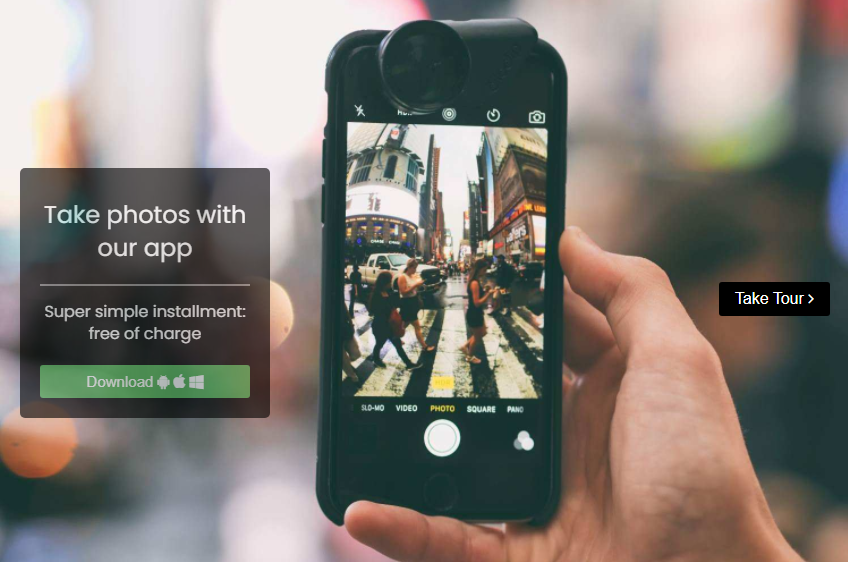 Take photos with
our app
Super simple installment:
free of charge
Download
Take Tour >
SLO-MO VIDEO PHOTO SQUARE PANO